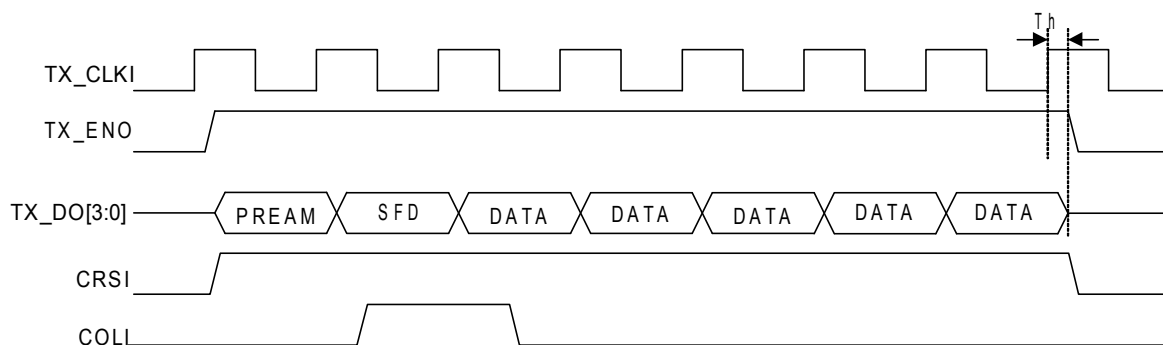 Th
TX_CLKI
TX_ENO
TX_DO[3:0] PREAM SFD DATA DATA DATA DATA DATA
CRSI
COLI